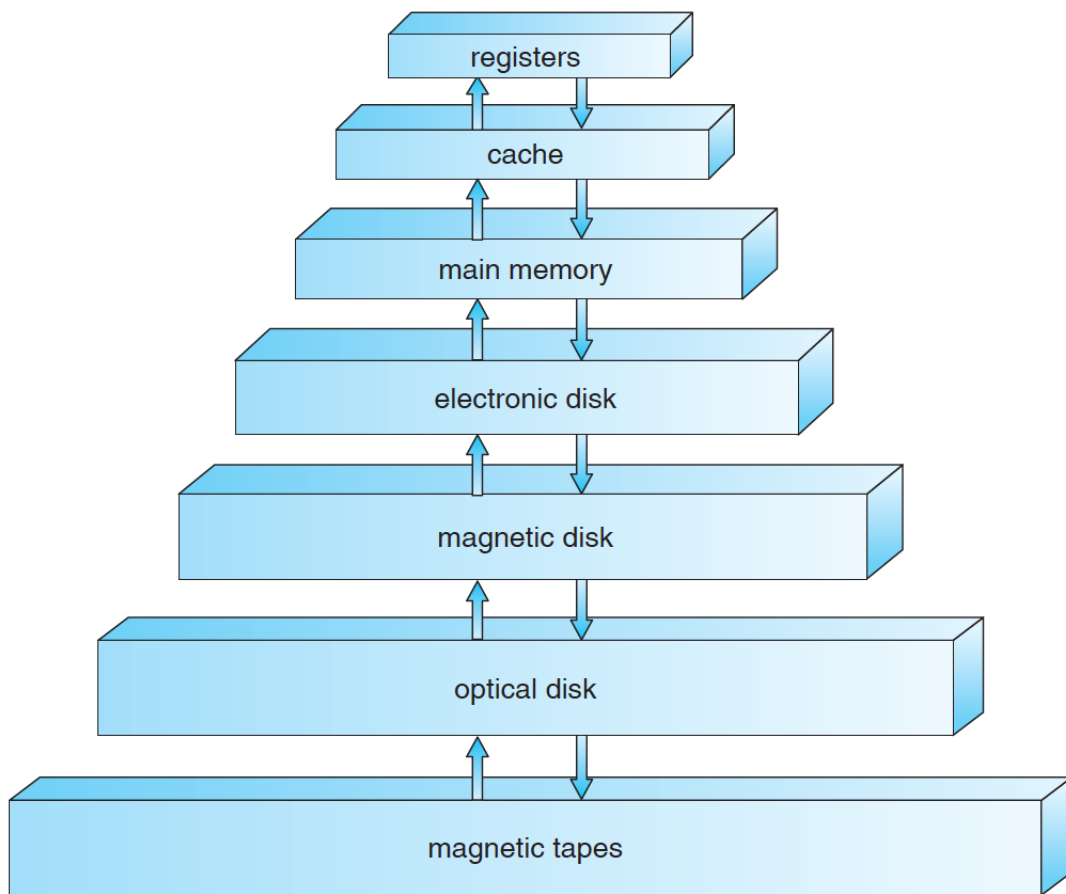 registers
cache
main memory
electronic disk
magnetic disk
optical disk
magnetic tapes